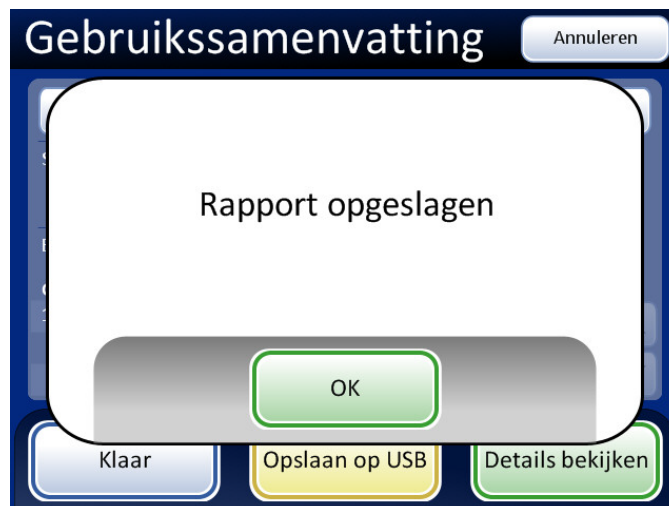 Gebruikssamenvatting
Annuleren
Rapport opgeslagen
OK
Klaar
Opslaan op USB
Details bekijken